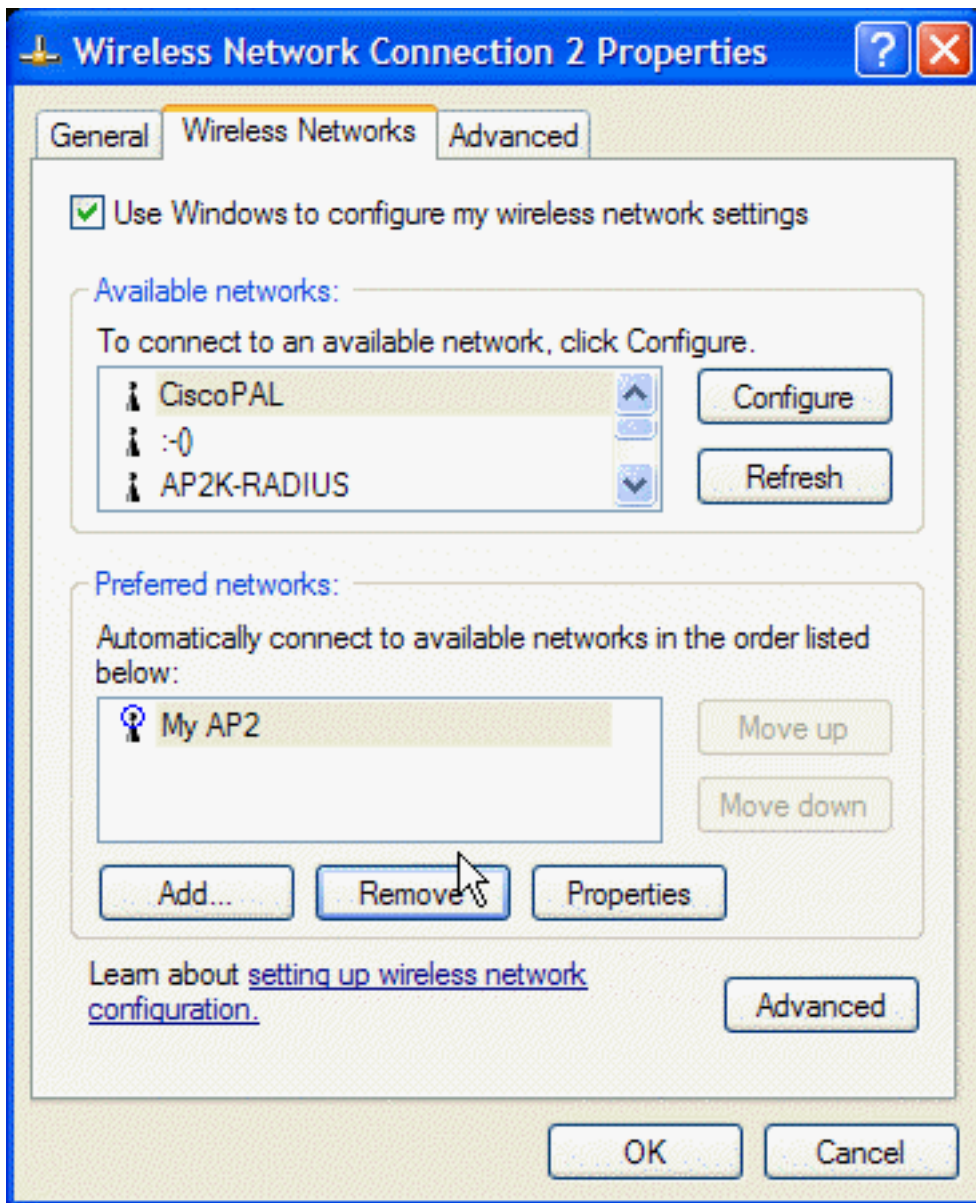 Wireless Network Connection 2 Properties
General
Wireless Networks
Advanced
Use Windows to configure my wireless network settings
Available networks:
To connect to an available network, click Configure.
CiscoPAL
:-()
AP2K-RADIUS
Configure
Refresh
Preferred networks:
Automatically connect to available networks in the order listed
below:
My AP2
Move up
Move down
Add...
Remove
Properties
Learn about setting up wireless network
configuration.
Advanced
OK
Cancel